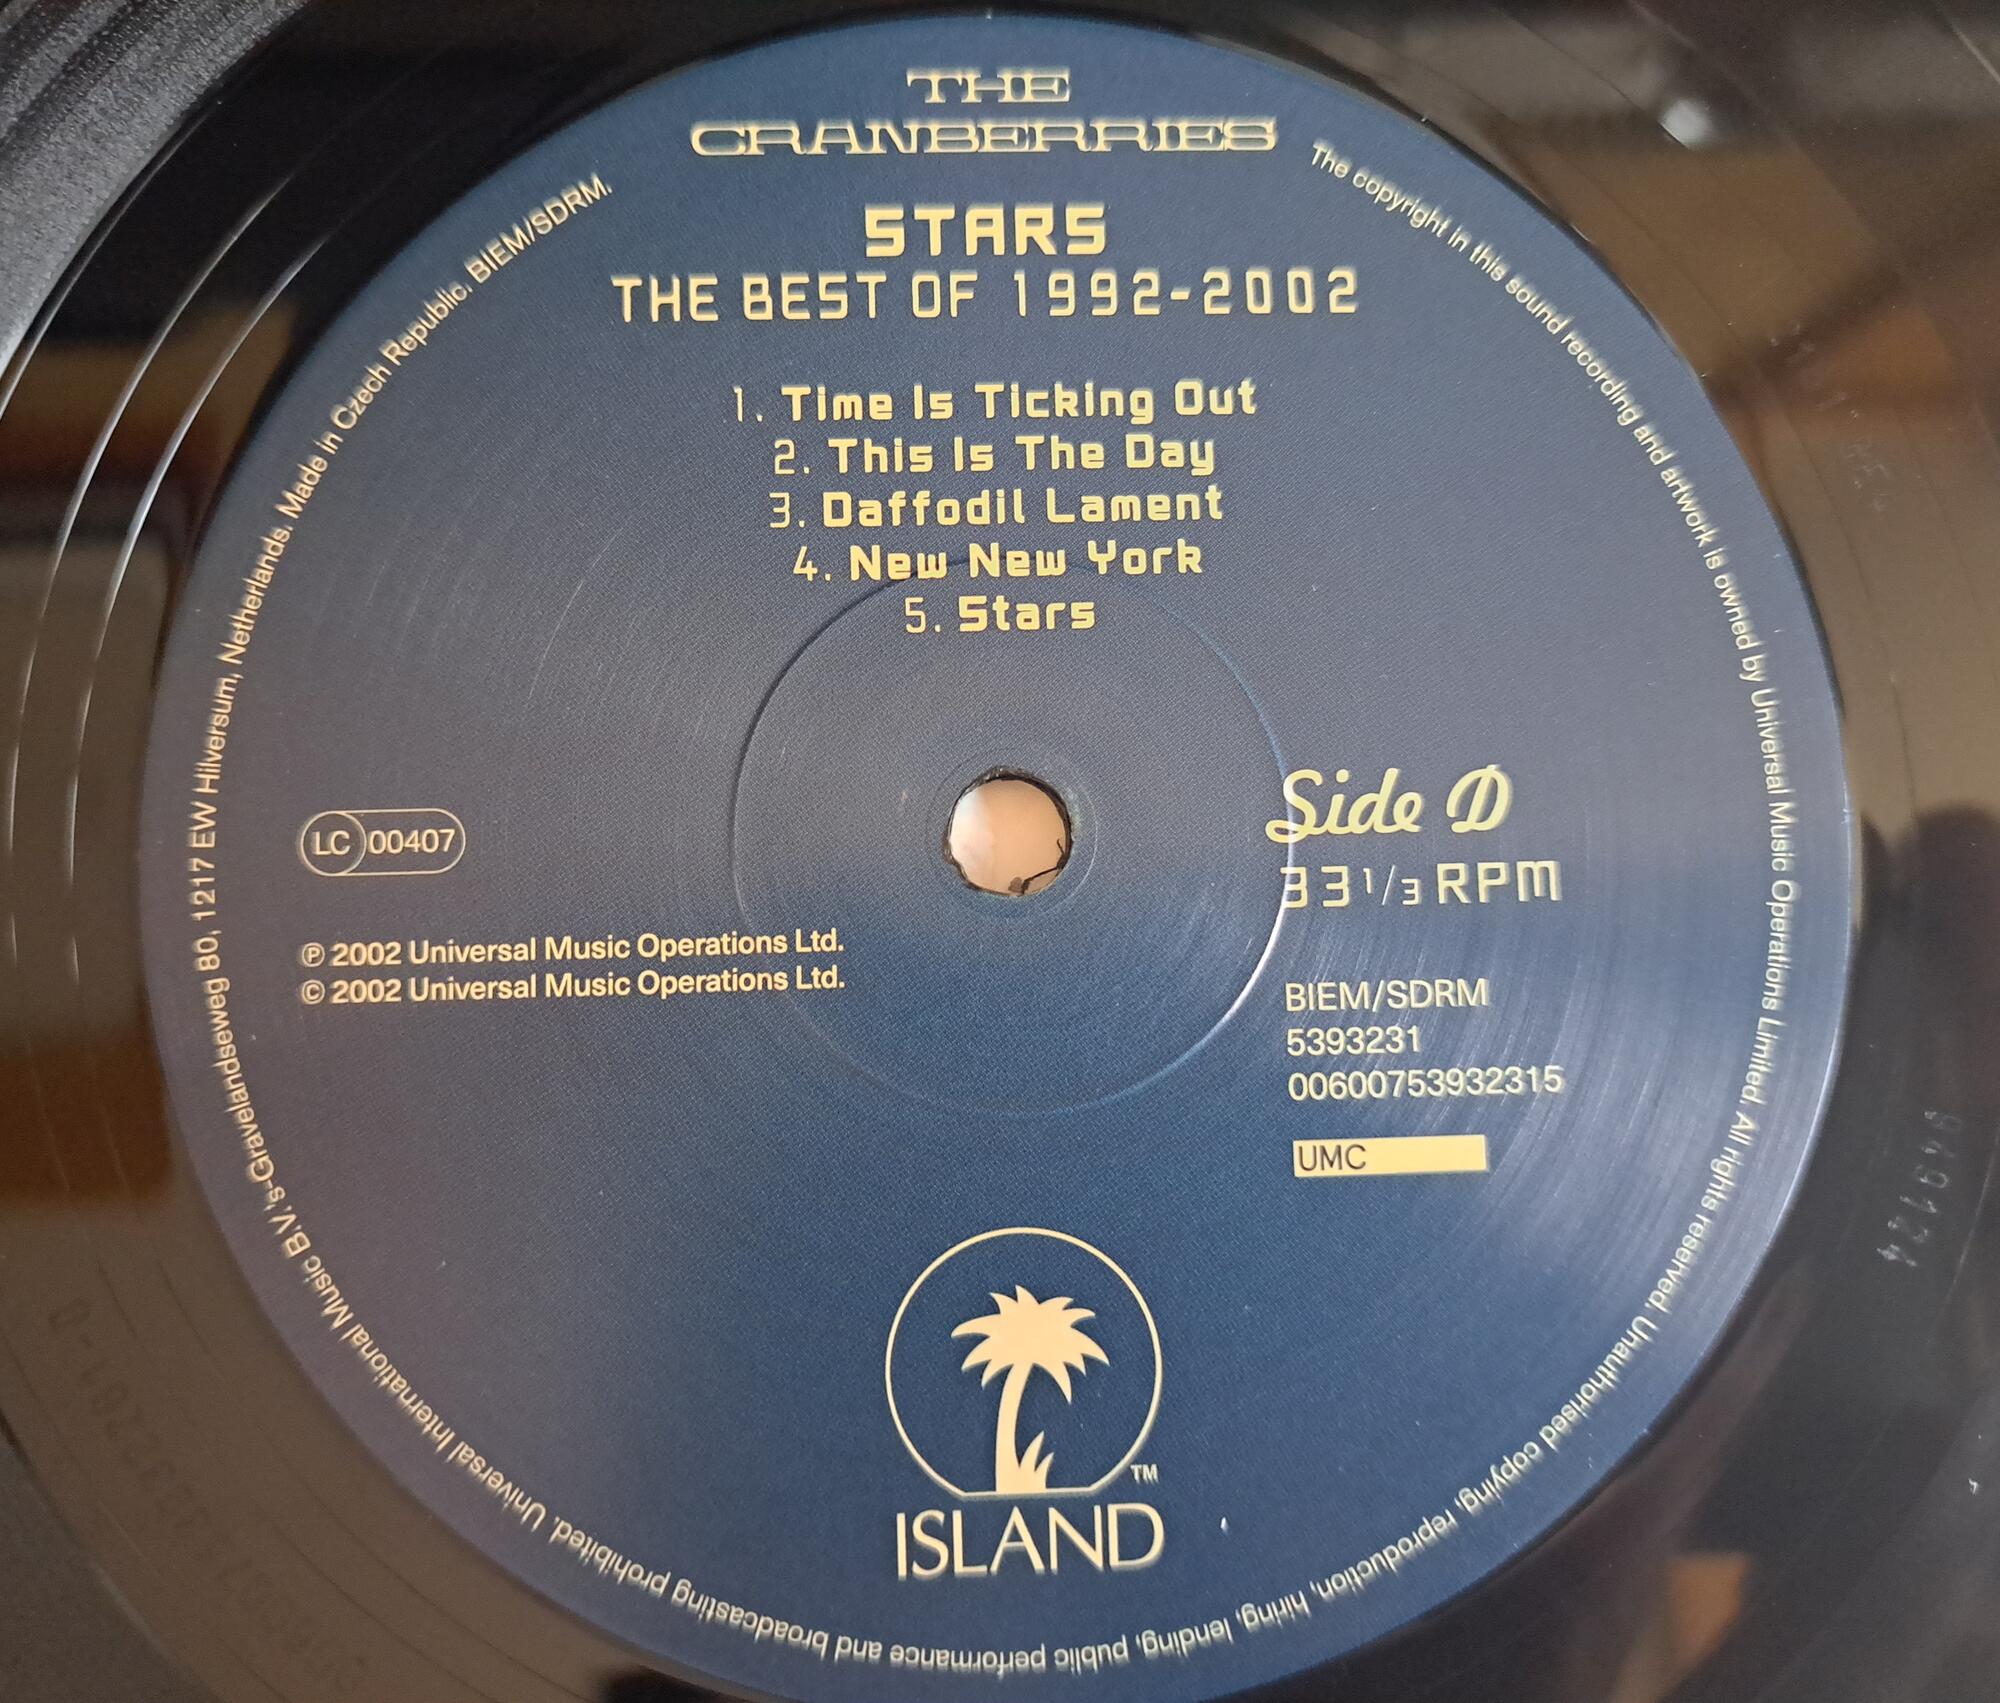 THE
CRANBERRIES
STARS
THE BEST OF 1992-2002
1. Time Is Ticking Out
2. This Is The Day
3. Daffodil Lament
4. New New York
5. Stars
LC 00407
Side D
33 1/3 RPM
℗ 2002 Universal Music Operations Ltd.
© 2002 Universal Music Operations Ltd.
BIEM/SDRM
5393231
00600753932315
UMC
TM
ISLAND
The copyright in this sound recording and artwork is owned by Universal Music Operations Limited. All rights reserved. Unauthorised copying, reproduction, hiring, lending, public performance and broadcasting prohibited. Universal International Music B.V. 's-Gravelandseweg 80, 1217 EW Hilversum, Netherlands. Made in Czech Republic. BIEM/SDRM.